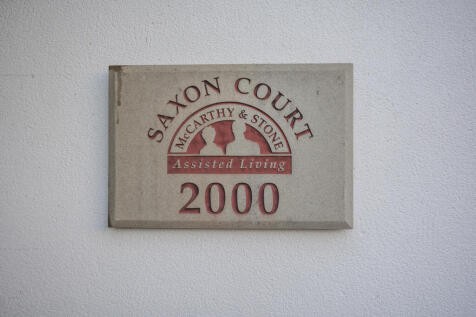 SAXON COURT
McCARTHY & STONE
Assisted Living
2000